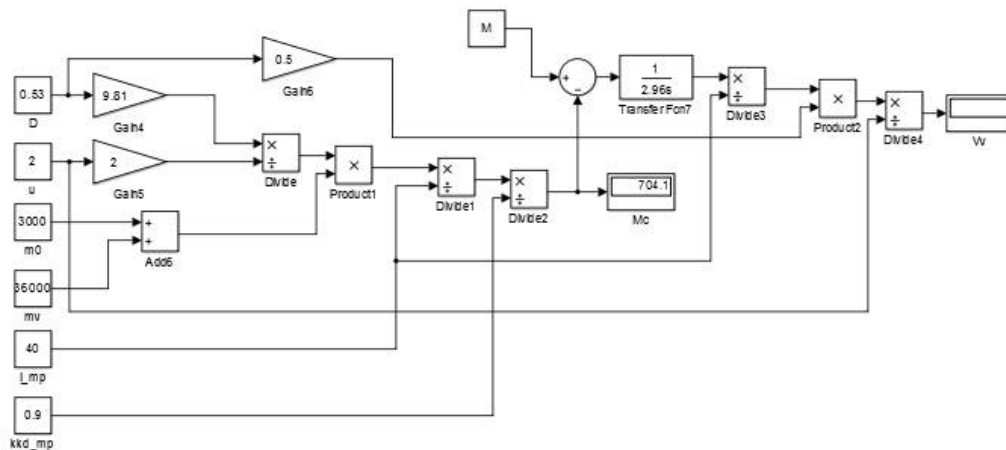 M
0.5
Gain6
1
2.96s
Transfer Fcn7
+
−
×
÷
Divide3
×
Product2
×
÷
Divide4
Vv
0.53
D
9.81
Gain4
2
u
2
Gain5
×
÷
Divide
×
Product1
×
÷
Divide1
×
÷
Divide2
704.1
Mc
3000
m0
+
+
Add6
36000
mv
40
i_mp
0.9
kkd_mp